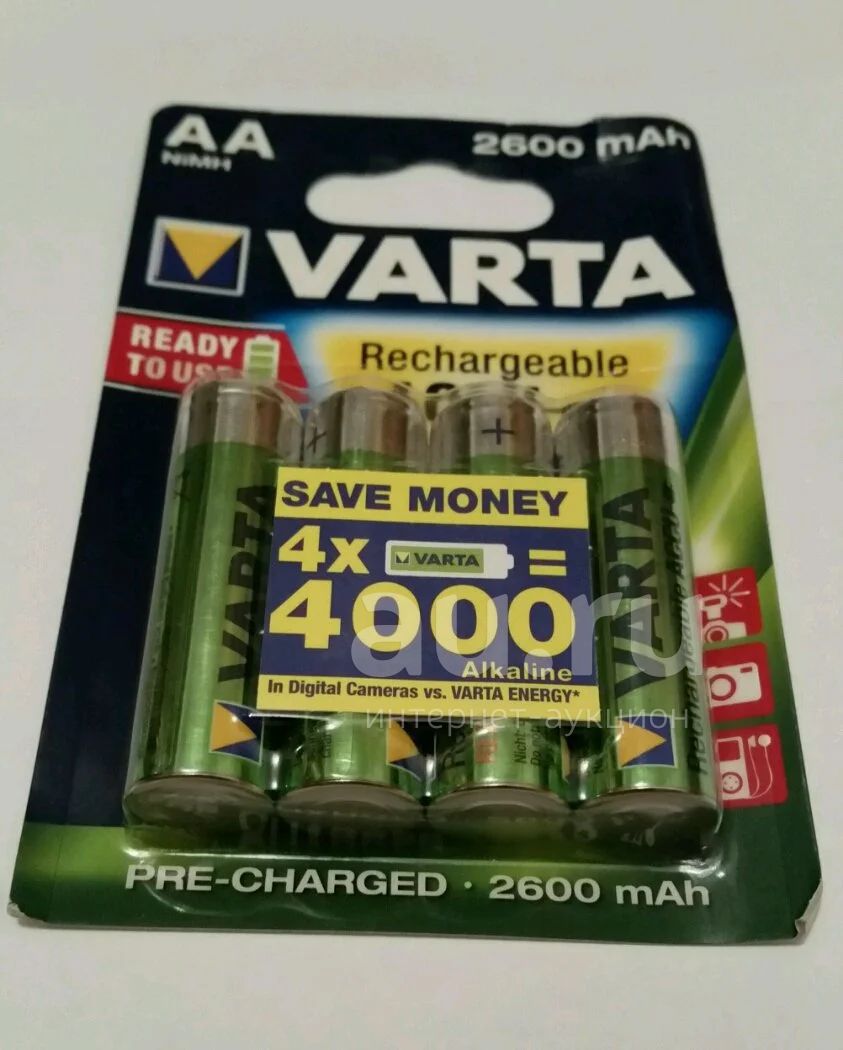 AA
NiMH
2600 mAh
VARTA
READY
TO USE
Rechargeable
SAVE MONEY
4x VARTA =
4000
Alkaline
In Digital Cameras vs. VARTA ENERGY*
VARTA
VARTA
Rechargeable
au.ru
интернет аукцион
PRE-CHARGED · 2600 mAh